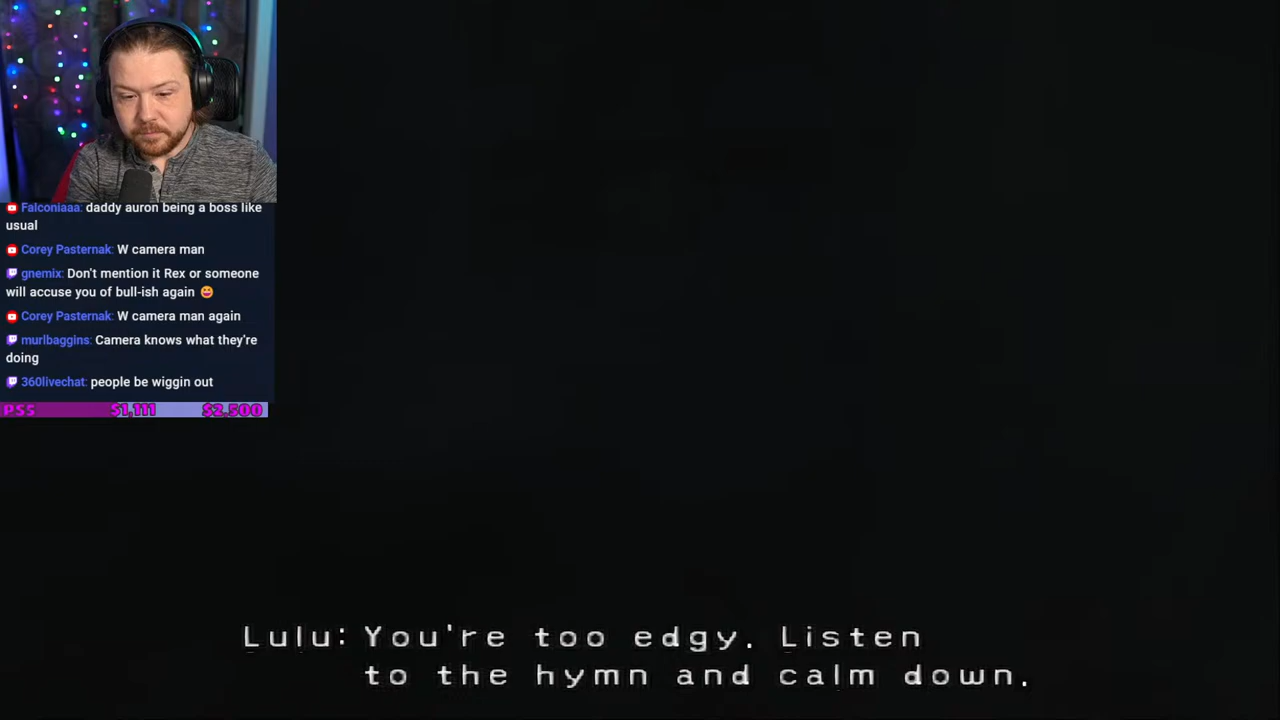 Falconiaaa: daddy auron being a boss like
usual
Corey Pasternak: W camera man
gnemix: Don't mention it Rex or someone
will accuse you of bull-ish again 😆
Corey Pasternak: W camera man again
murlbaggins: Camera knows what they're
doing
360livechat: people be wiggin out
PS5 $1,111 $2,500
Lulu: You're too edgy. Listen
to the hymn and calm down.